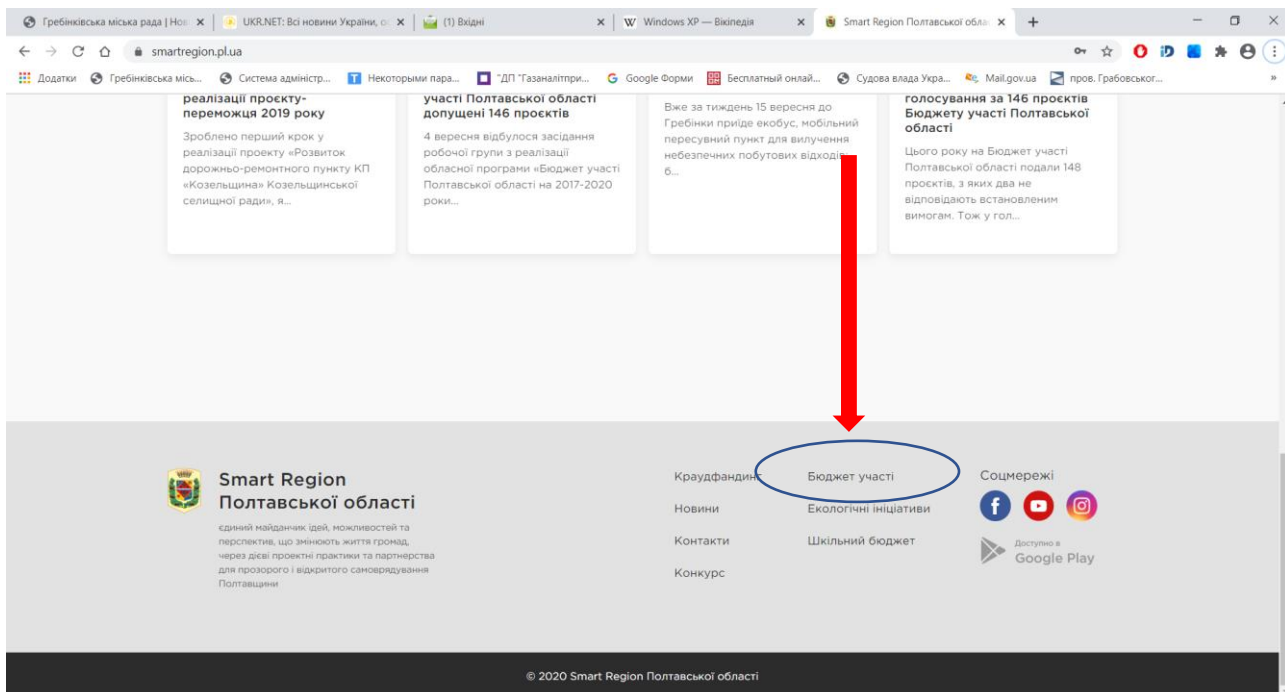 Гребінківська міська рада | Нов
UKR.NET: Всі новини України, о
(1) Вхідні
W Windows XP — Вікіпедія
Smart Region Полтавської обла
smartregion.pl.ua
Додатки
Гребінківська місь...
Система адміністр...
Некоторыми пара...
"ДП "Газаналітпри...
Google Форми
Бесплатный онлай...
Судова влада Укра...
Mail.gov.ua
пров. Грабовськог...
»
реалізації проєкту-
переможця 2019 року
Зроблено перший крок у
реалізації проекту «Розвиток
дорожньо-ремонтного пункту КП
«Козельщина» Козельщинської
селищної ради», я...
участі Полтавської області
допущені 146 проєктів
4 вересня відбулося засідання
робочої групи з реалізації
обласної програми «Бюджет участі
Полтавської області на 2017-2020
роки...
Вже за тиждень 15 вересня до
Гребінки приїде екобус, мобільний
пересувний пункт для вилучення
небезпечних побутових відходів:
б...
голосування за 146 проєктів
Бюджету участі Полтавської
області
Цього року на Бюджет участі
Полтавської області подали 148
проєктів, з яких два не
відповідають встановленим
вимогам. Тож у гол...
Smart Region
Полтавської області
єдиний майданчик ідей, можливостей та
перспектив, що змінюють життя громад,
через дієві проектні практики та партнерства
для прозорого і відкритого самоврядування
Полтавщини
Краудфандинг
Новини
Контакти
Конкурс
Бюджет участі
Екологічні ініціативи
Шкільний бюджет
Соцмережі
Доступно в
Google Play
© 2020 Smart Region Полтавської області